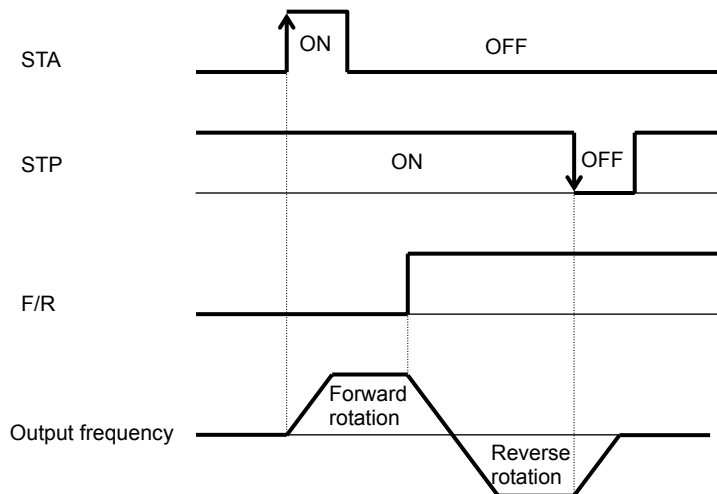 STA
ON
OFF
STP
ON
OFF
F/R
Output frequency
Forward
rotation
Reverse
rotation